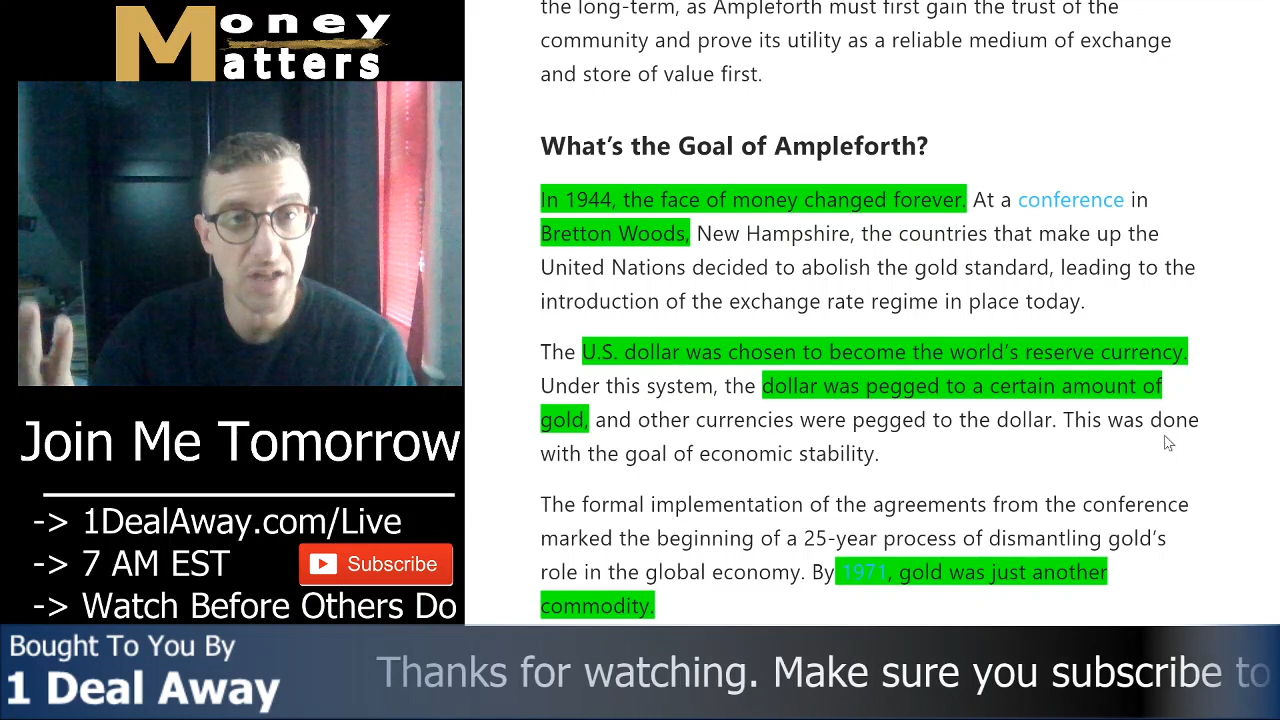 Money
Matters
Join Me Tomorrow
-> 1DealAway.com/Live
-> 7 AM EST
Subscribe
-> Watch Before Others Do
the long-term, as Ampleforth must first gain the trust of the
community and prove its utility as a reliable medium of exchange
and store of value first.
What's the Goal of Ampleforth?
In 1944, the face of money changed forever. At a conference in
Bretton Woods, New Hampshire, the countries that make up the
United Nations decided to abolish the gold standard, leading to the
introduction of the exchange rate regime in place today.
The U.S. dollar was chosen to become the world's reserve currency.
Under this system, the dollar was pegged to a certain amount of
gold, and other currencies were pegged to the dollar. This was done
with the goal of economic stability.
The formal implementation of the agreements from the conference
marked the beginning of a 25-year process of dismantling gold's
role in the global economy. By 1971, gold was just another
commodity.
Bought To You By
1 Deal Away
Thanks for watching. Make sure you subscribe to